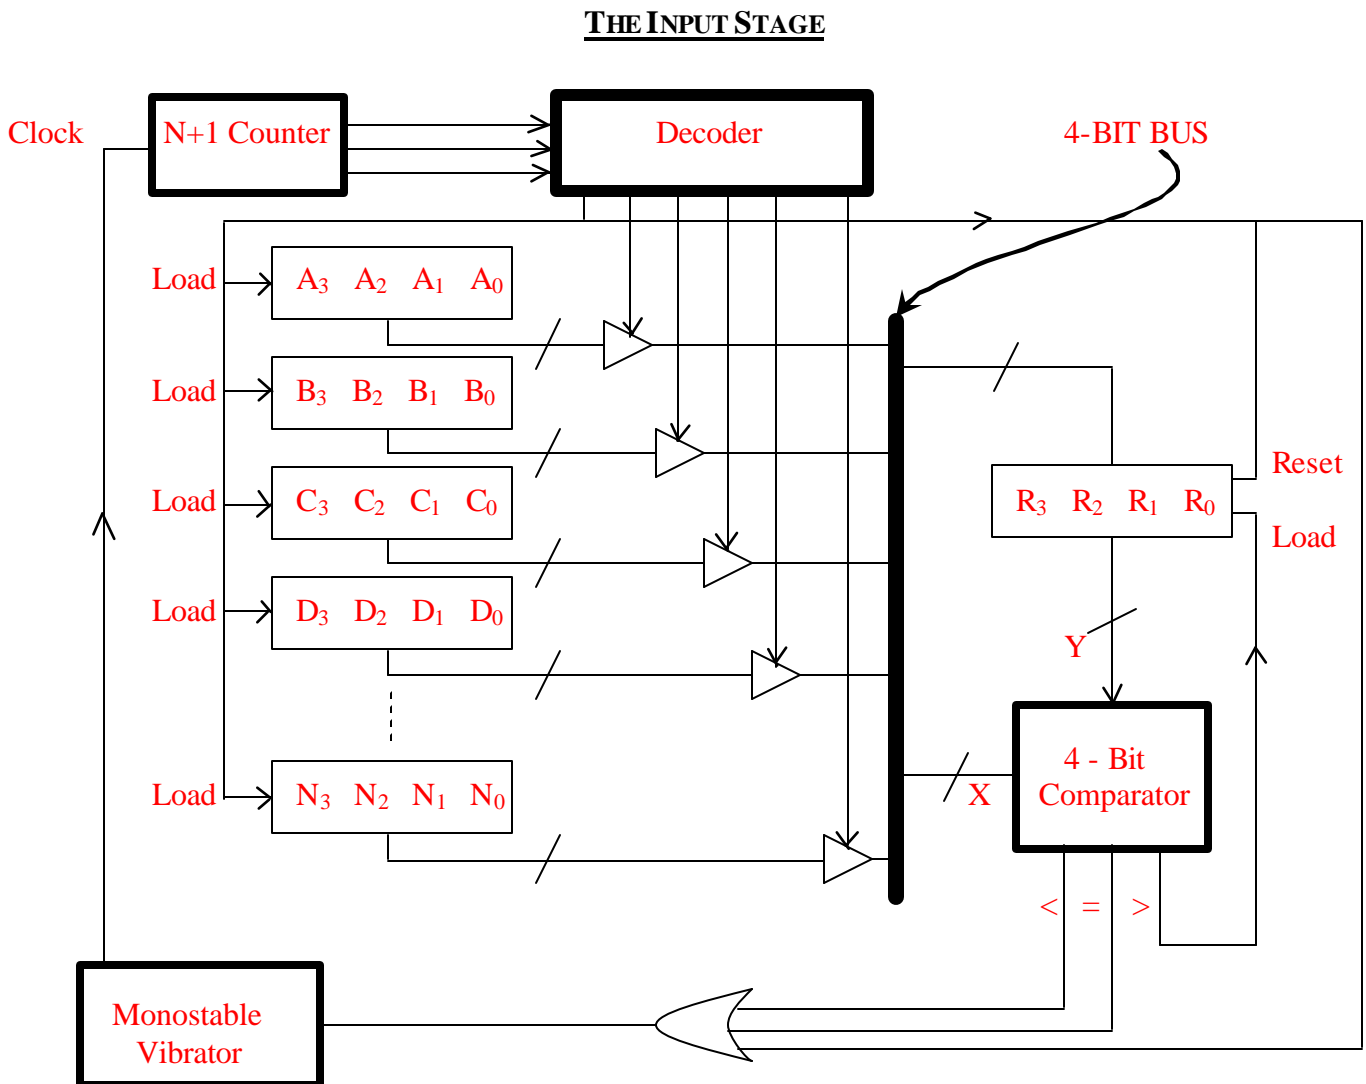 THE INPUT STAGE
Clock
N+1 Counter
Decoder
4-BIT BUS
Load
A3 A2 A1 A0
Load
B3 B2 B1 B0
Load
C3 C2 C1 C0
Load
D3 D2 D1 D0
Load
N3 N2 N1 N0
R3 R2 R1 R0
Reset
Load
Y
X
4 - Bit
Comparator
< = >
Monostable
Vibrator